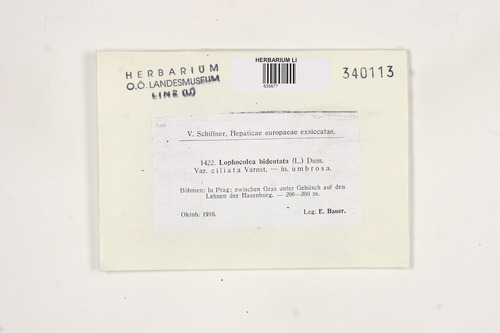 HERBARIUM
O.Ö. LANDESMUSEUM
LINZ
HERBARIUM LI
340113
V. Schiffner, Hepaticae europaeae exsiccatae.
1422. Lophocolea bidentata (L.) Dum.
Var. ciliata Warnst. — fo. umbrosa.
Böhmen: In Prag; zwischen Gras unter Gebüsch auf den
Lehnen der Hasenburg. — 200—300 m.
Oktob. 1910.
Leg. E. Bauer.